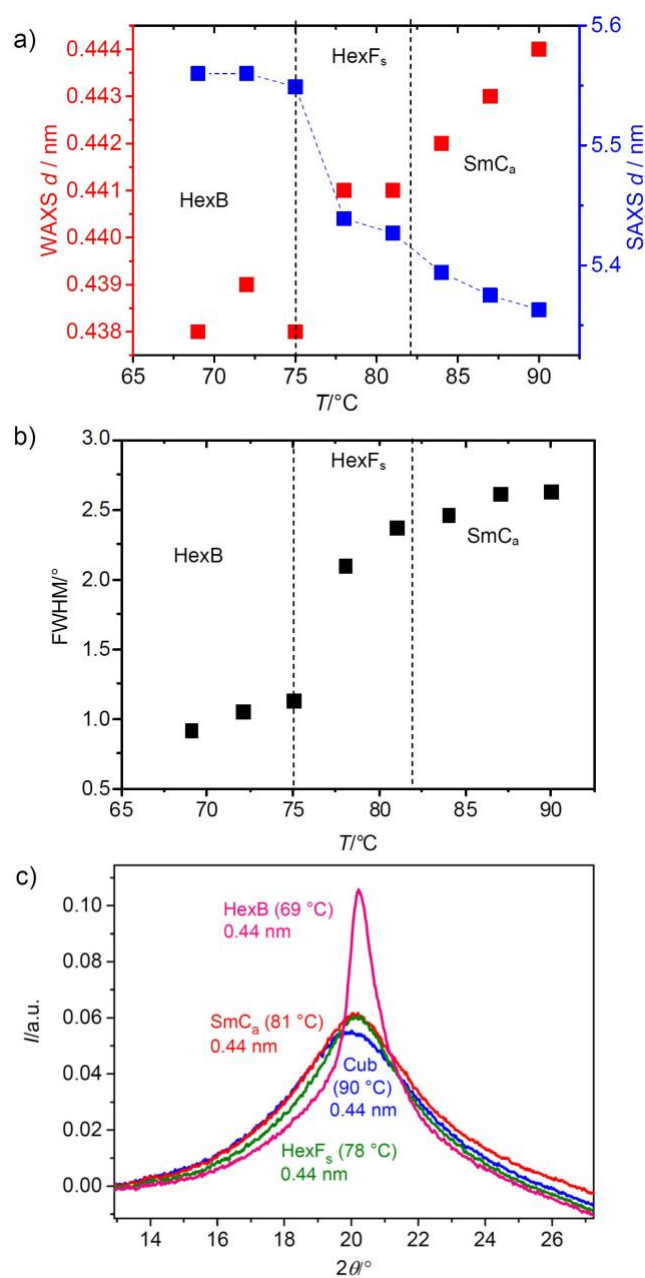 a)
WAXS d / nm
0.444
0.443
0.442
0.441
0.440
0.439
0.438
HexFs
HexB
SmCa
5.6
5.5
5.4
SAXS d / nm
65 70 75 80 85 90
T/°C
b)
FWHM/°
3.0
2.5
2.0
1.5
1.0
0.5
HexFs
HexB
SmCa
65 70 75 80 85 90
T/°C
c)
I/a.u.
0.10
0.08
0.06
0.04
0.02
0.00
HexB (69 °C)
0.44 nm
SmCa (81 °C)
0.44 nm
Cub
(90 °C)
0.44 nm
HexFs (78 °C)
0.44 nm
14 16 18 20 22 24 26
2θ/°